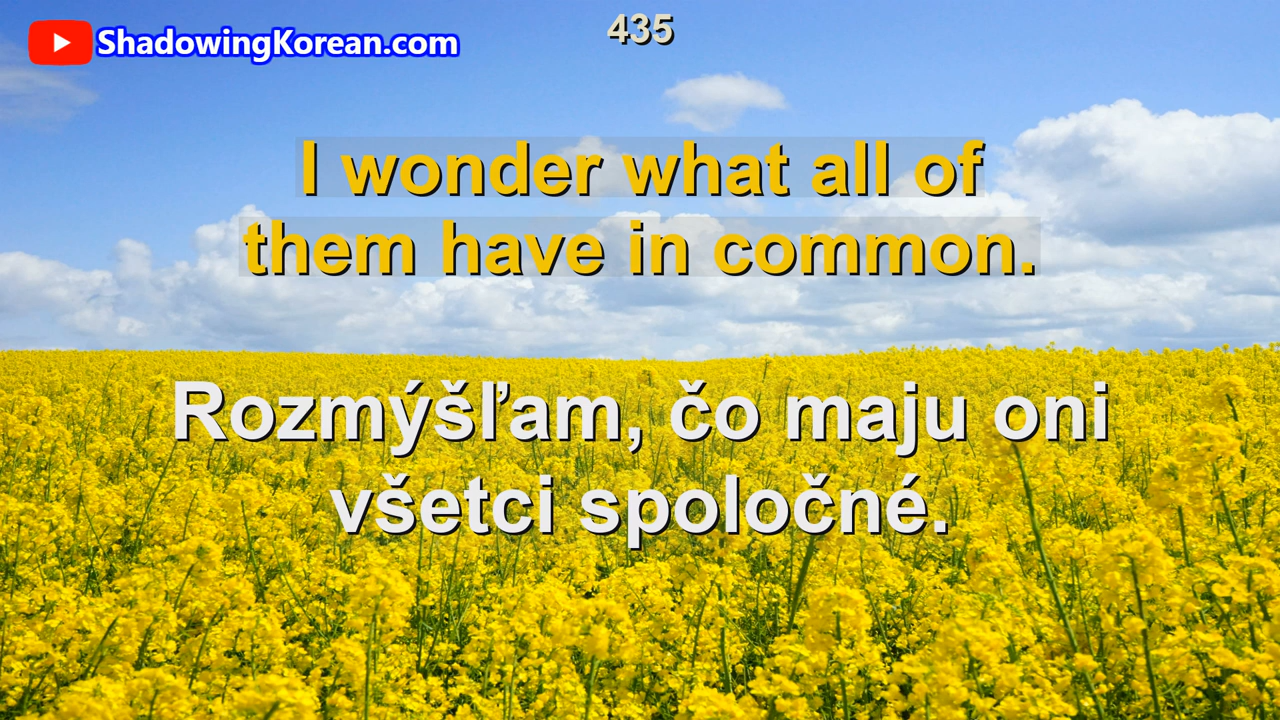 435
ShadowingKorean.com
I wonder what all of
them have in common.
Rozmýšľam, čo maju oni
všetci spoločné.